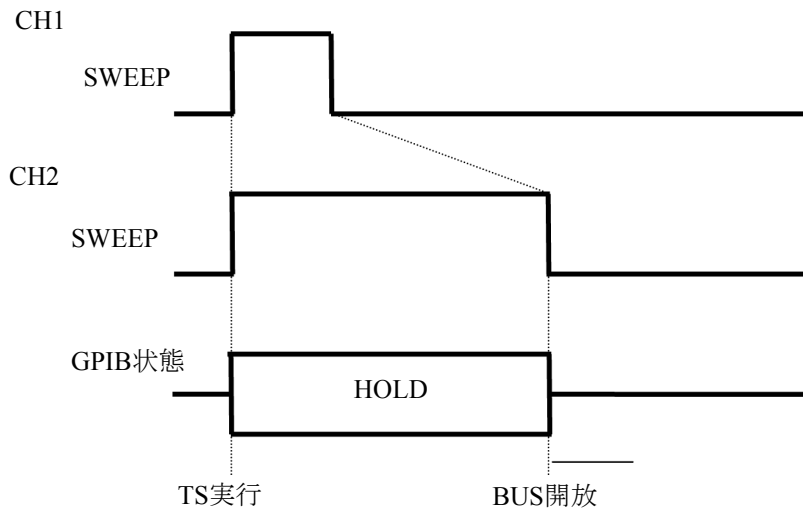 CH1
SWEEP
CH2
SWEEP
GPIB状態
HOLD
TS実行
BUS開放